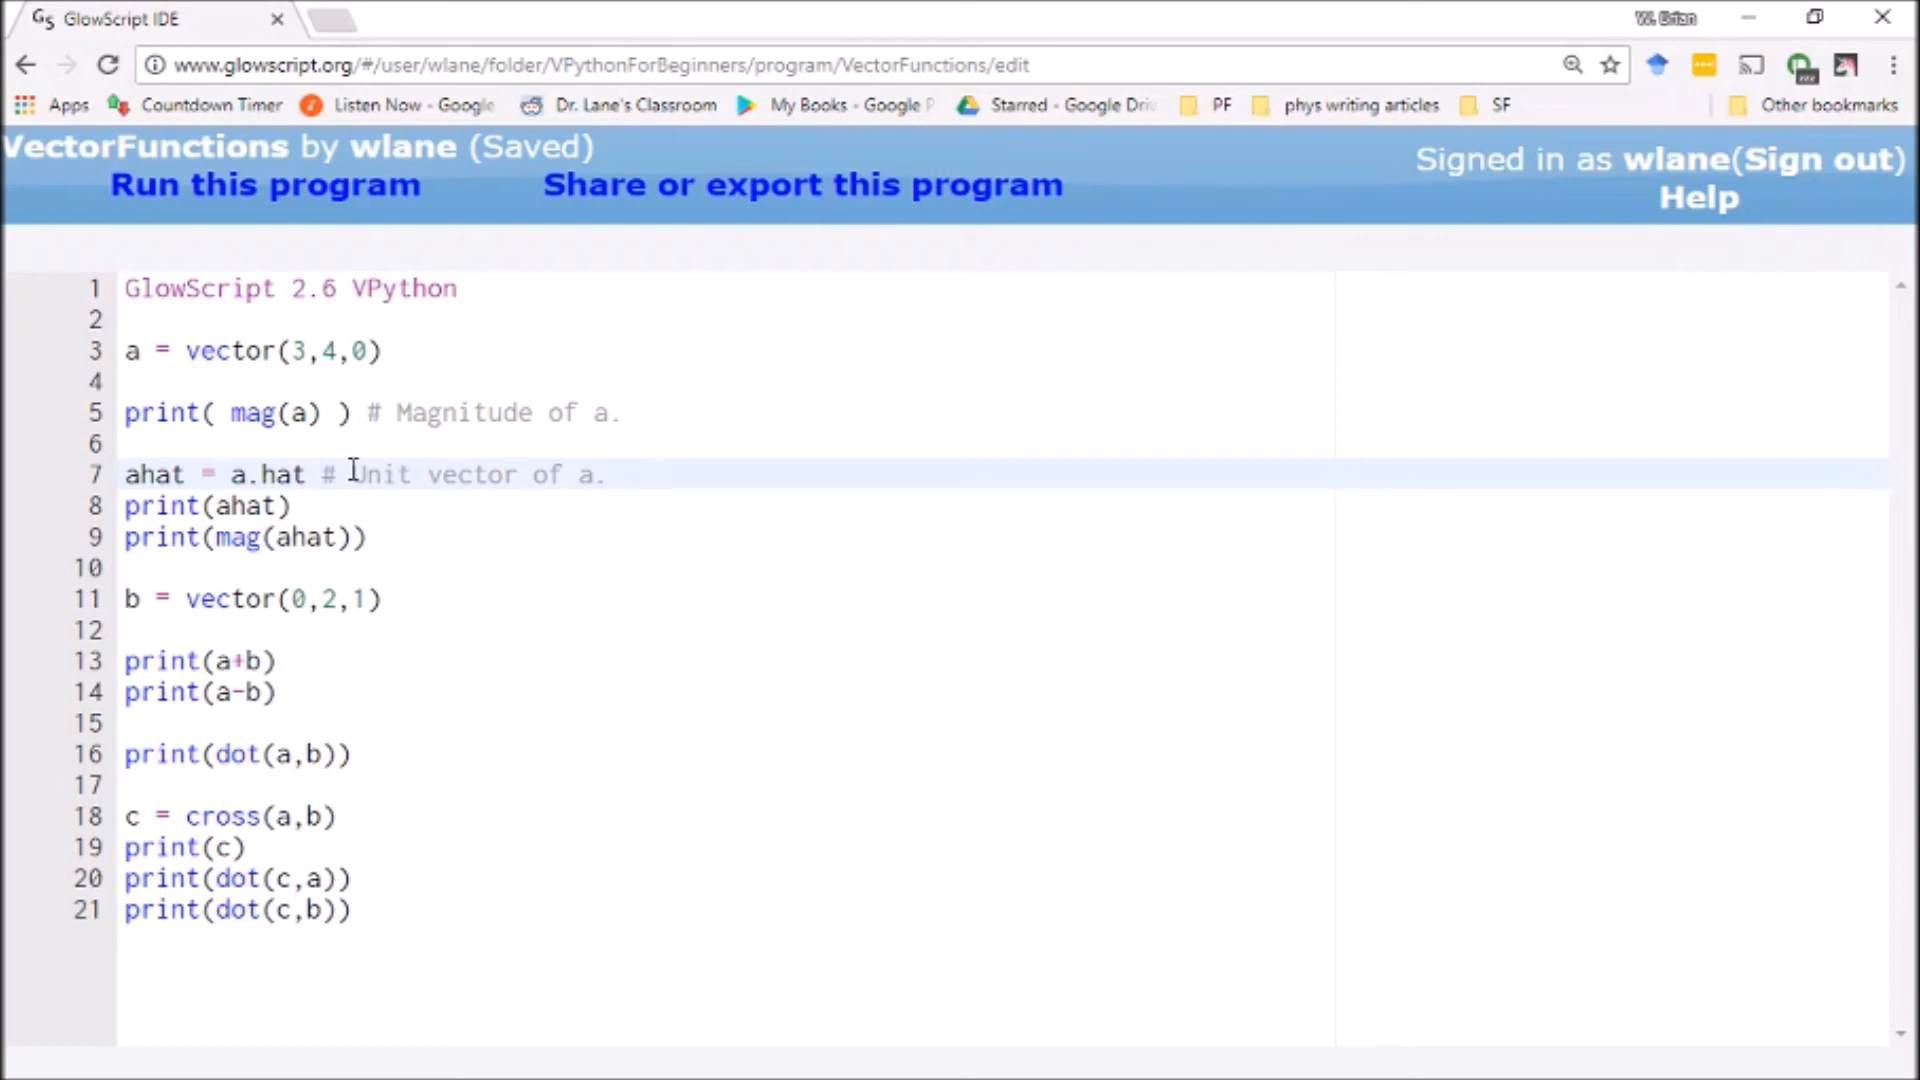 GS GlowScript IDE
W. Brian
www.glowscript.org/#/user/wlane/folder/VPythonForBeginners/program/VectorFunctions/edit
Apps Countdown Timer Listen Now - Google Dr. Lane's Classroom My Books - Google P Starred - Google Driv PF phys writing articles SF Other bookmarks
VectorFunctions by wlane (Saved)
Signed in as wlane(Sign out)
Run this program Share or export this program
Help
1 GlowScript 2.6 VPython
2
3 a = vector(3,4,0)
4
5 print( mag(a) ) # Magnitude of a.
6
7 ahat = a.hat # Unit vector of a.
8 print(ahat)
9 print(mag(ahat))
10
11 b = vector(0,2,1)
12
13 print(a+b)
14 print(a-b)
15
16 print(dot(a,b))
17
18 c = cross(a,b)
19 print(c)
20 print(dot(c,a))
21 print(dot(c,b))